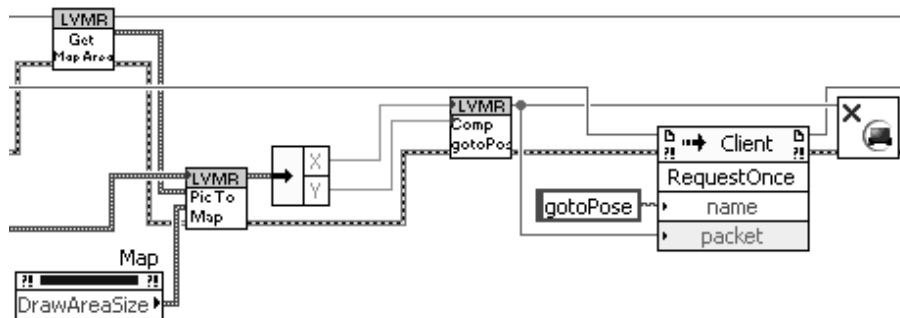 LVMR
Get
Map Area
LVMR
Comp
gotoPos
Client
RequestOnce
gotoPose
name
packet
X
Y
LVMR
Pic To
Map
Map
DrawAreaSize